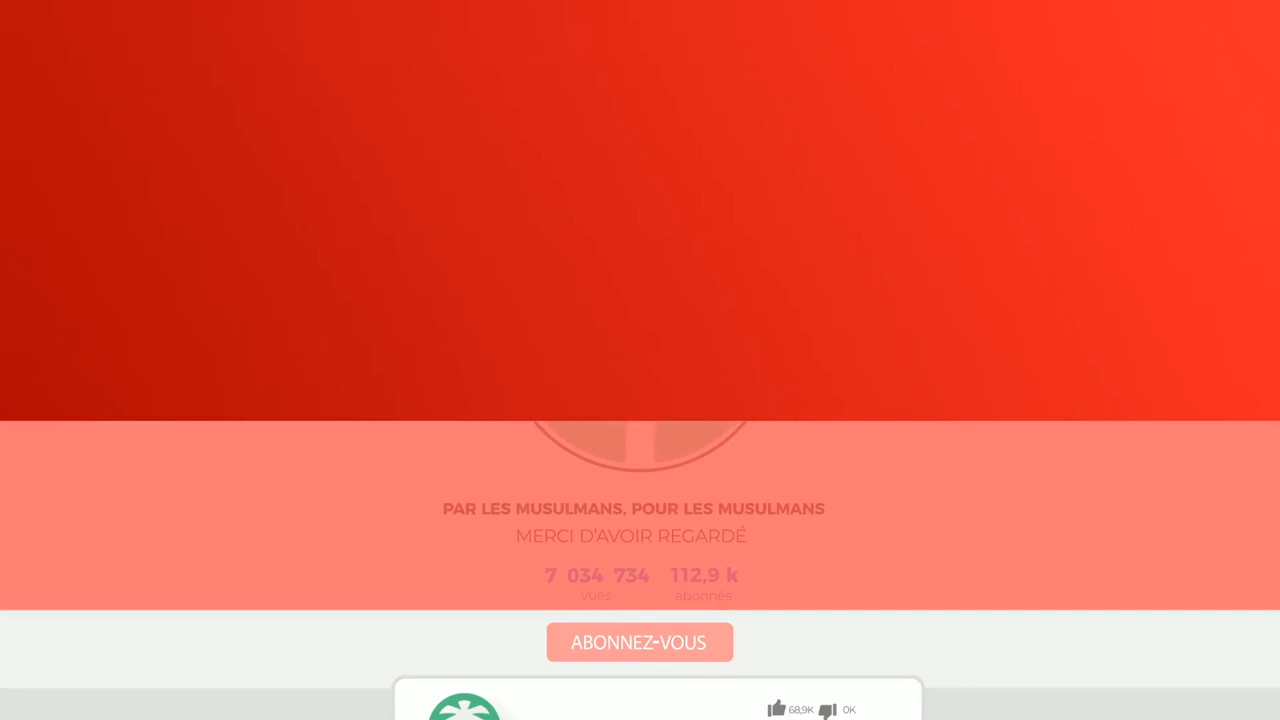 PAR LES MUSULMANS, POUR LES MUSULMANS
MERCI D'AVOIR REGARDÉ
7 034 734 112,9 k
vues abonnés
ABONNEZ-VOUS
68,9K 0K